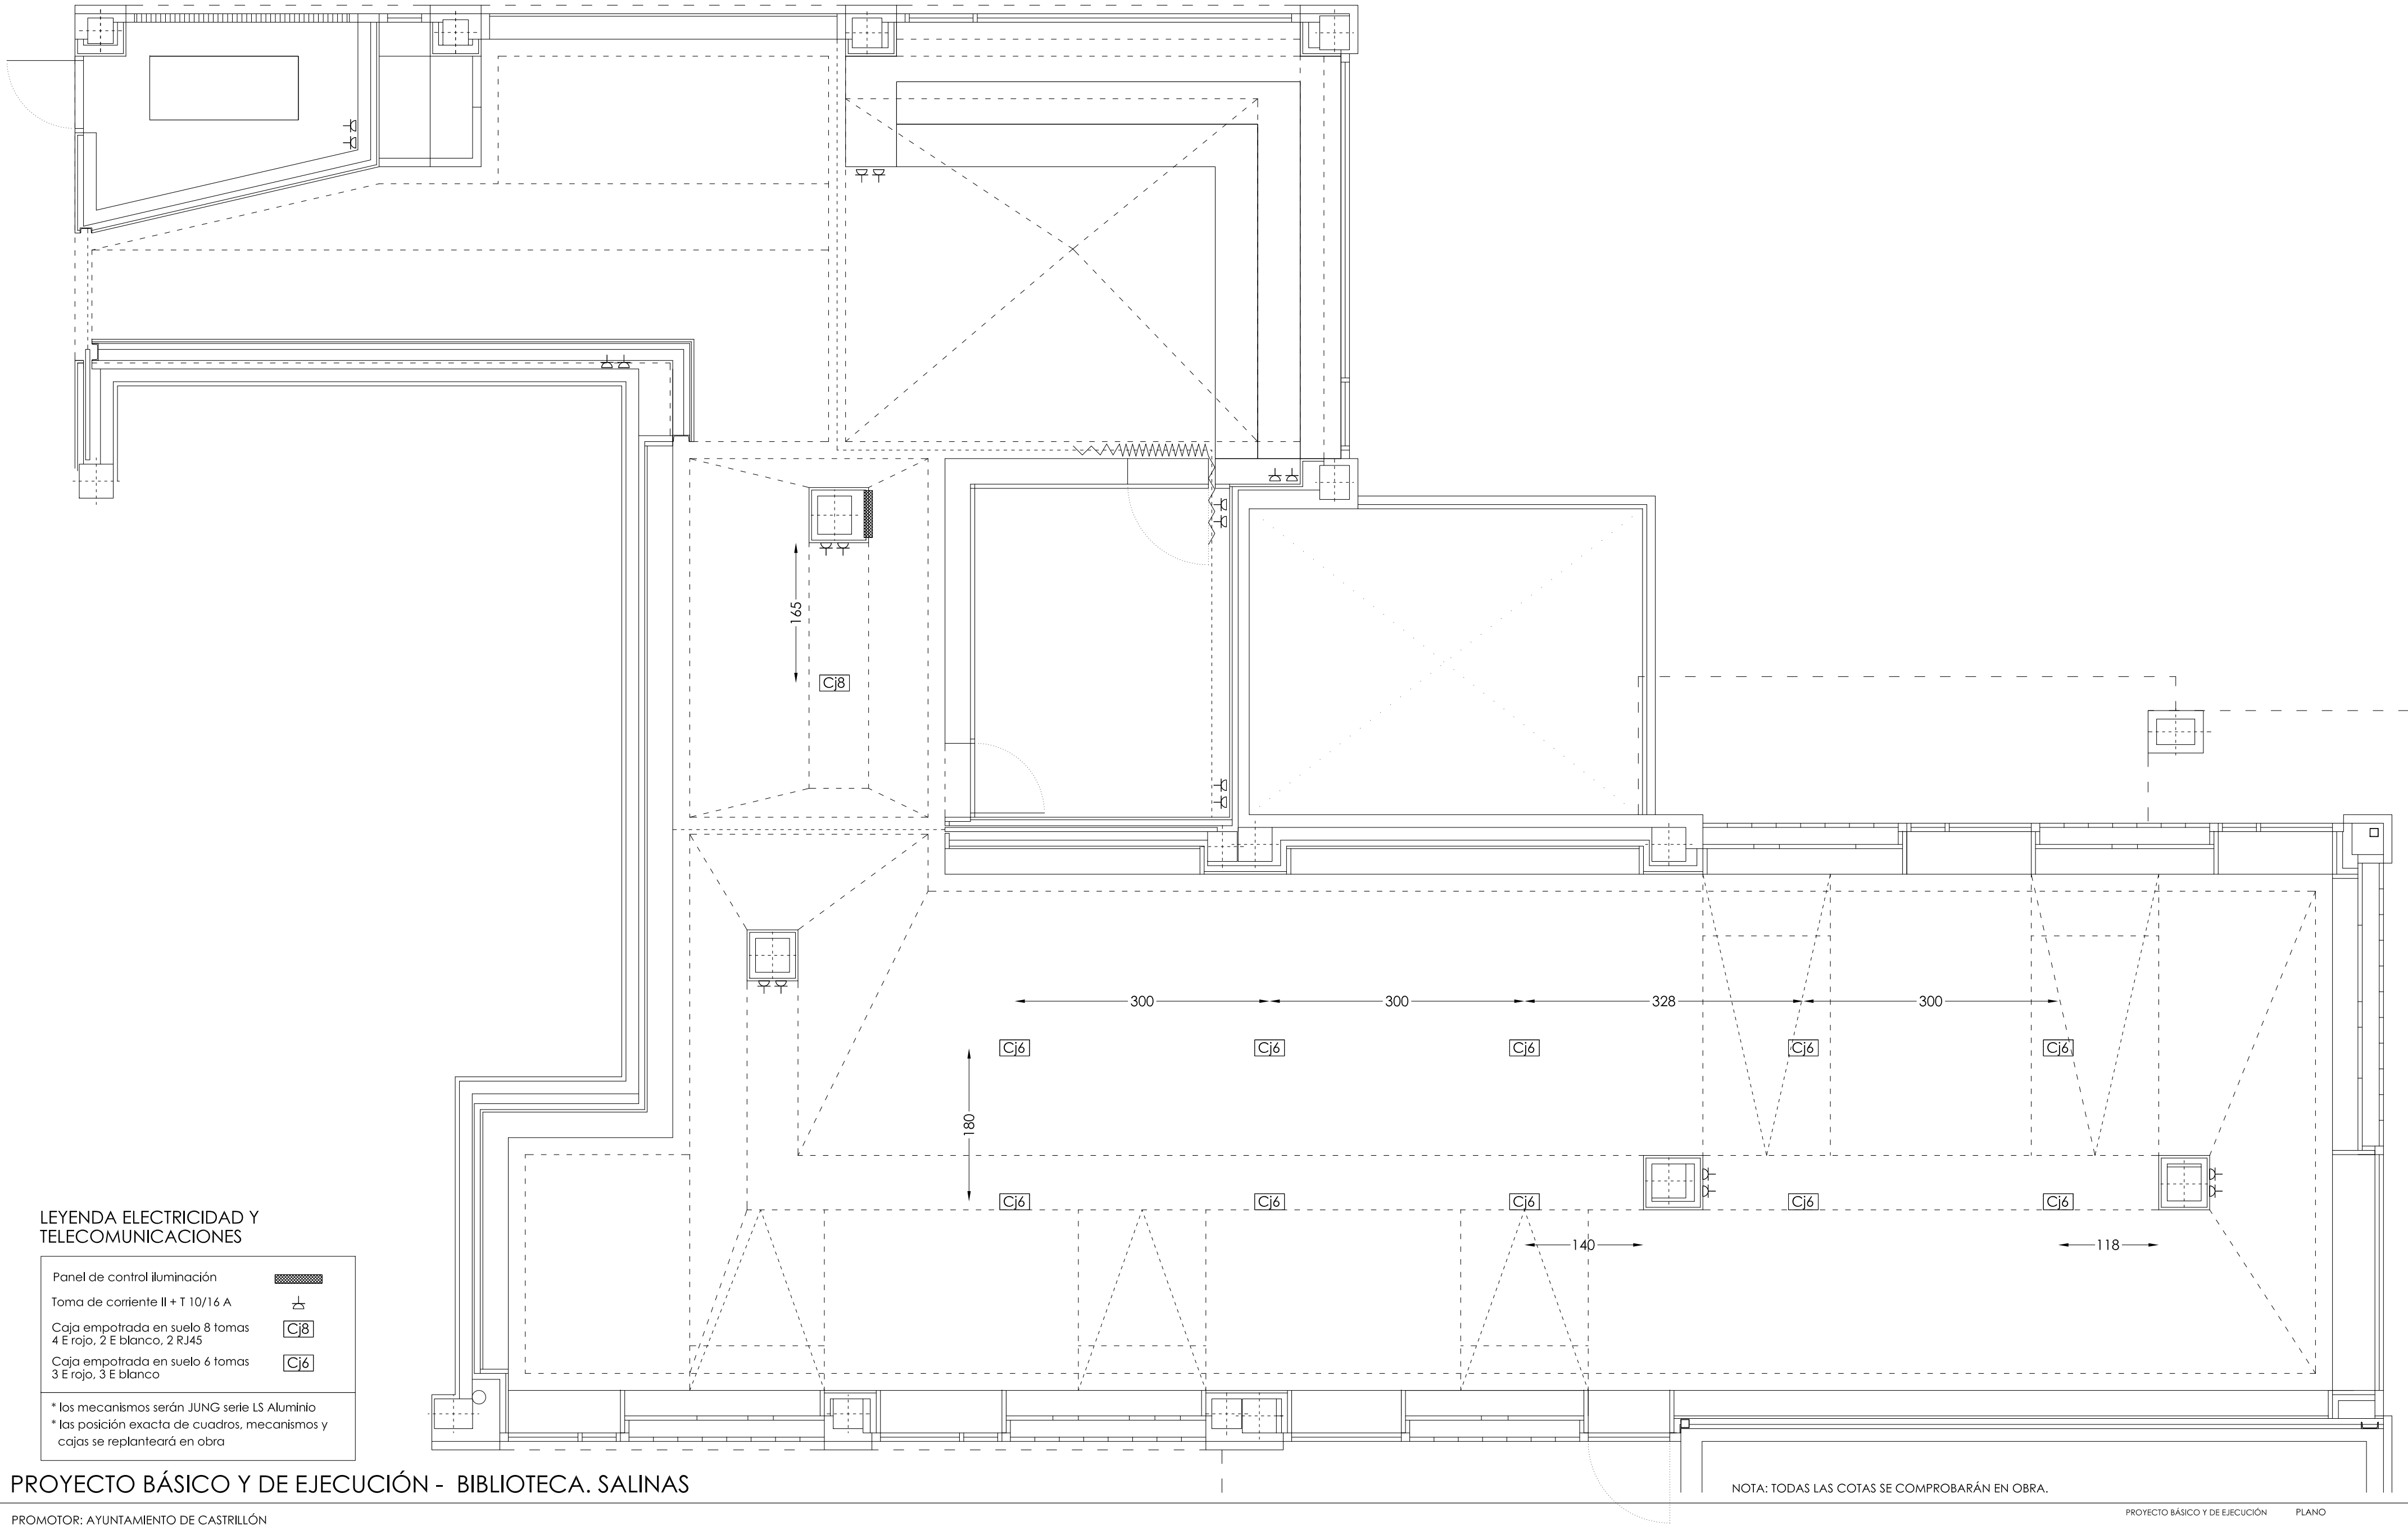 165
Cj8
300
300
328
300
Cj6
Cj6
Cj6
Cj6
Cj6
180
Cj6
Cj6
Cj6
Cj6
Cj6
140
118
LEYENDA ELECTRICIDAD Y
TELECOMUNICACIONES
Panel de control iluminación
Toma de corriente II + T 10/16 A
Caja empotrada en suelo 8 tomas
4 E rojo, 2 E blanco, 2 RJ45
Cj8
Caja empotrada en suelo 6 tomas
3 E rojo, 3 E blanco
Cj6
* los mecanismos serán JUNG serie LS Aluminio
* las posición exacta de cuadros, mecanismos y
cajas se replanteará en obra
PROYECTO BÁSICO Y DE EJECUCIÓN - BIBLIOTECA. SALINAS
NOTA: TODAS LAS COTAS SE COMPROBARÁN EN OBRA.
PROMOTOR: AYUNTAMIENTO DE CASTRILLÓN
PROYECTO BÁSICO Y DE EJECUCIÓN PLANO